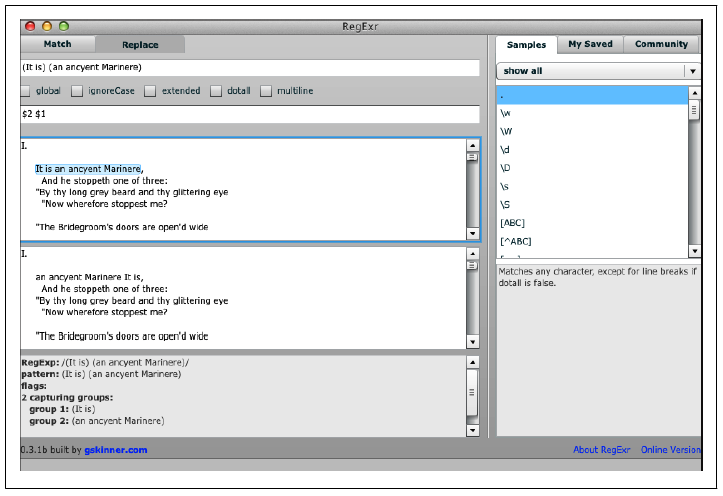 RegExr
Match Replace
(It is) (an ancyent Marinere)
global ignoreCase extended dotall multiline
$2 $1
I.
It is an ancyent Marinere,
And he stoppeth one of three:
"By thy long grey beard and thy glittering eye
"Now wherefore stoppest me?
"The Bridegroom's doors are open'd wide
I.
an ancyent Marinere It is,
And he stoppeth one of three:
"By thy long grey beard and thy glittering eye
"Now wherefore stoppest me?
"The Bridegroom's doors are open'd wide
RegExp: /(It is) (an ancyent Marinere)/
pattern: (It is) (an ancyent Marinere)
flags:
2 capturing groups:
group 1: (It is)
group 2: (an ancyent Marinere)
Samples My Saved Community
show all
.
\w
\W
\d
\D
\s
\S
[ABC]
[^ABC]
Matches any character, except for line breaks if
dotall is false.
0.3.1b built by gskinner.com
About RegExr Online Version